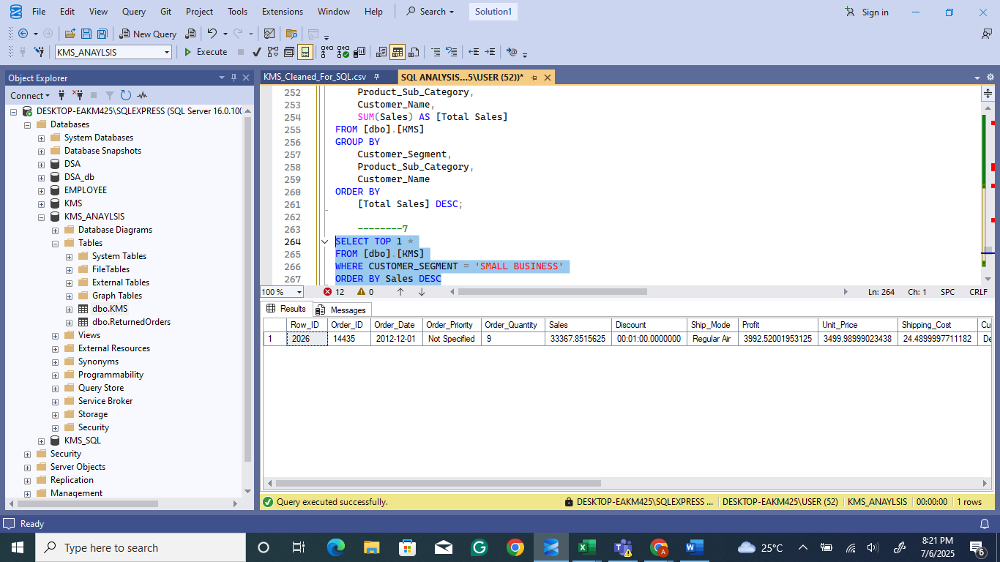 File Edit View Query Git Project Tools Extensions Window Help Search Solution1 Sign in
New Query
KMS_ANAYLSIS Execute
Object Explorer
Connect
DESKTOP-EAKM425\SQLEXPRESS (SQL Server 16.0.100
Databases
System Databases
Database Snapshots
DSA
DSA_db
EMPLOYEE
KMS
KMS_ANAYLSIS
Database Diagrams
Tables
System Tables
FileTables
External Tables
Graph Tables
dbo.KMS
dbo.ReturnedOrders
Views
External Resources
Synonyms
Programmability
Query Store
Service Broker
Storage
Security
KMS_SQL
Security
Server Objects
Replication
Management
KMS_Cleaned_For_SQL.csv SQL ANALYSIS...5\USER (52))*
252 Product_Sub_Category,
253 Customer_Name,
254 SUM(Sales) AS [Total Sales]
255 FROM [dbo].[KMS]
256 GROUP BY
257 Customer_Segment,
258 Product_Sub_Category,
259 Customer_Name
260 ORDER BY
261 [Total Sales] DESC;
262
263 --------7
264 SELECT TOP 1 *
265 FROM [dbo].[KMS]
266 WHERE CUSTOMER_SEGMENT = 'SMALL BUSINESS'
267 ORDER BY Sales DESC
100 % 12 0 Ln: 264 Ch: 1 SPC CRLF
Results Messages
Row_ID Order_ID Order_Date Order_Priority Order_Quantity Sales Discount Ship_Mode Profit Unit_Price Shipping_Cost Cu
1 2026 14435 2012-12-01 Not Specified 9 33367.8515625 00:01:00.0000000 Regular Air 3992.52001953125 3499.98999023438 24.4899997711182 De
Query executed successfully. DESKTOP-EAKM425\SQLEXPRESS ... DESKTOP-EAKM425\USER (52) KMS_ANAYLSIS 00:00:00 1 rows
Ready
Type here to search 25°C 8:21 PM
7/6/2025 6